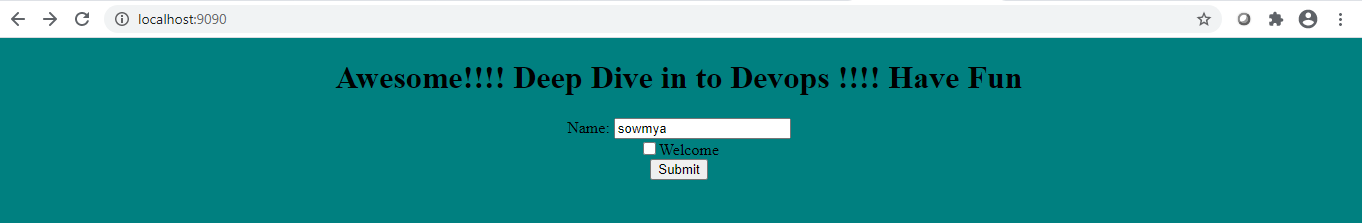 localhost:9090
Awesome!!!! Deep Dive in to Devops !!!! Have Fun
Name: sowmya
Welcome
Submit